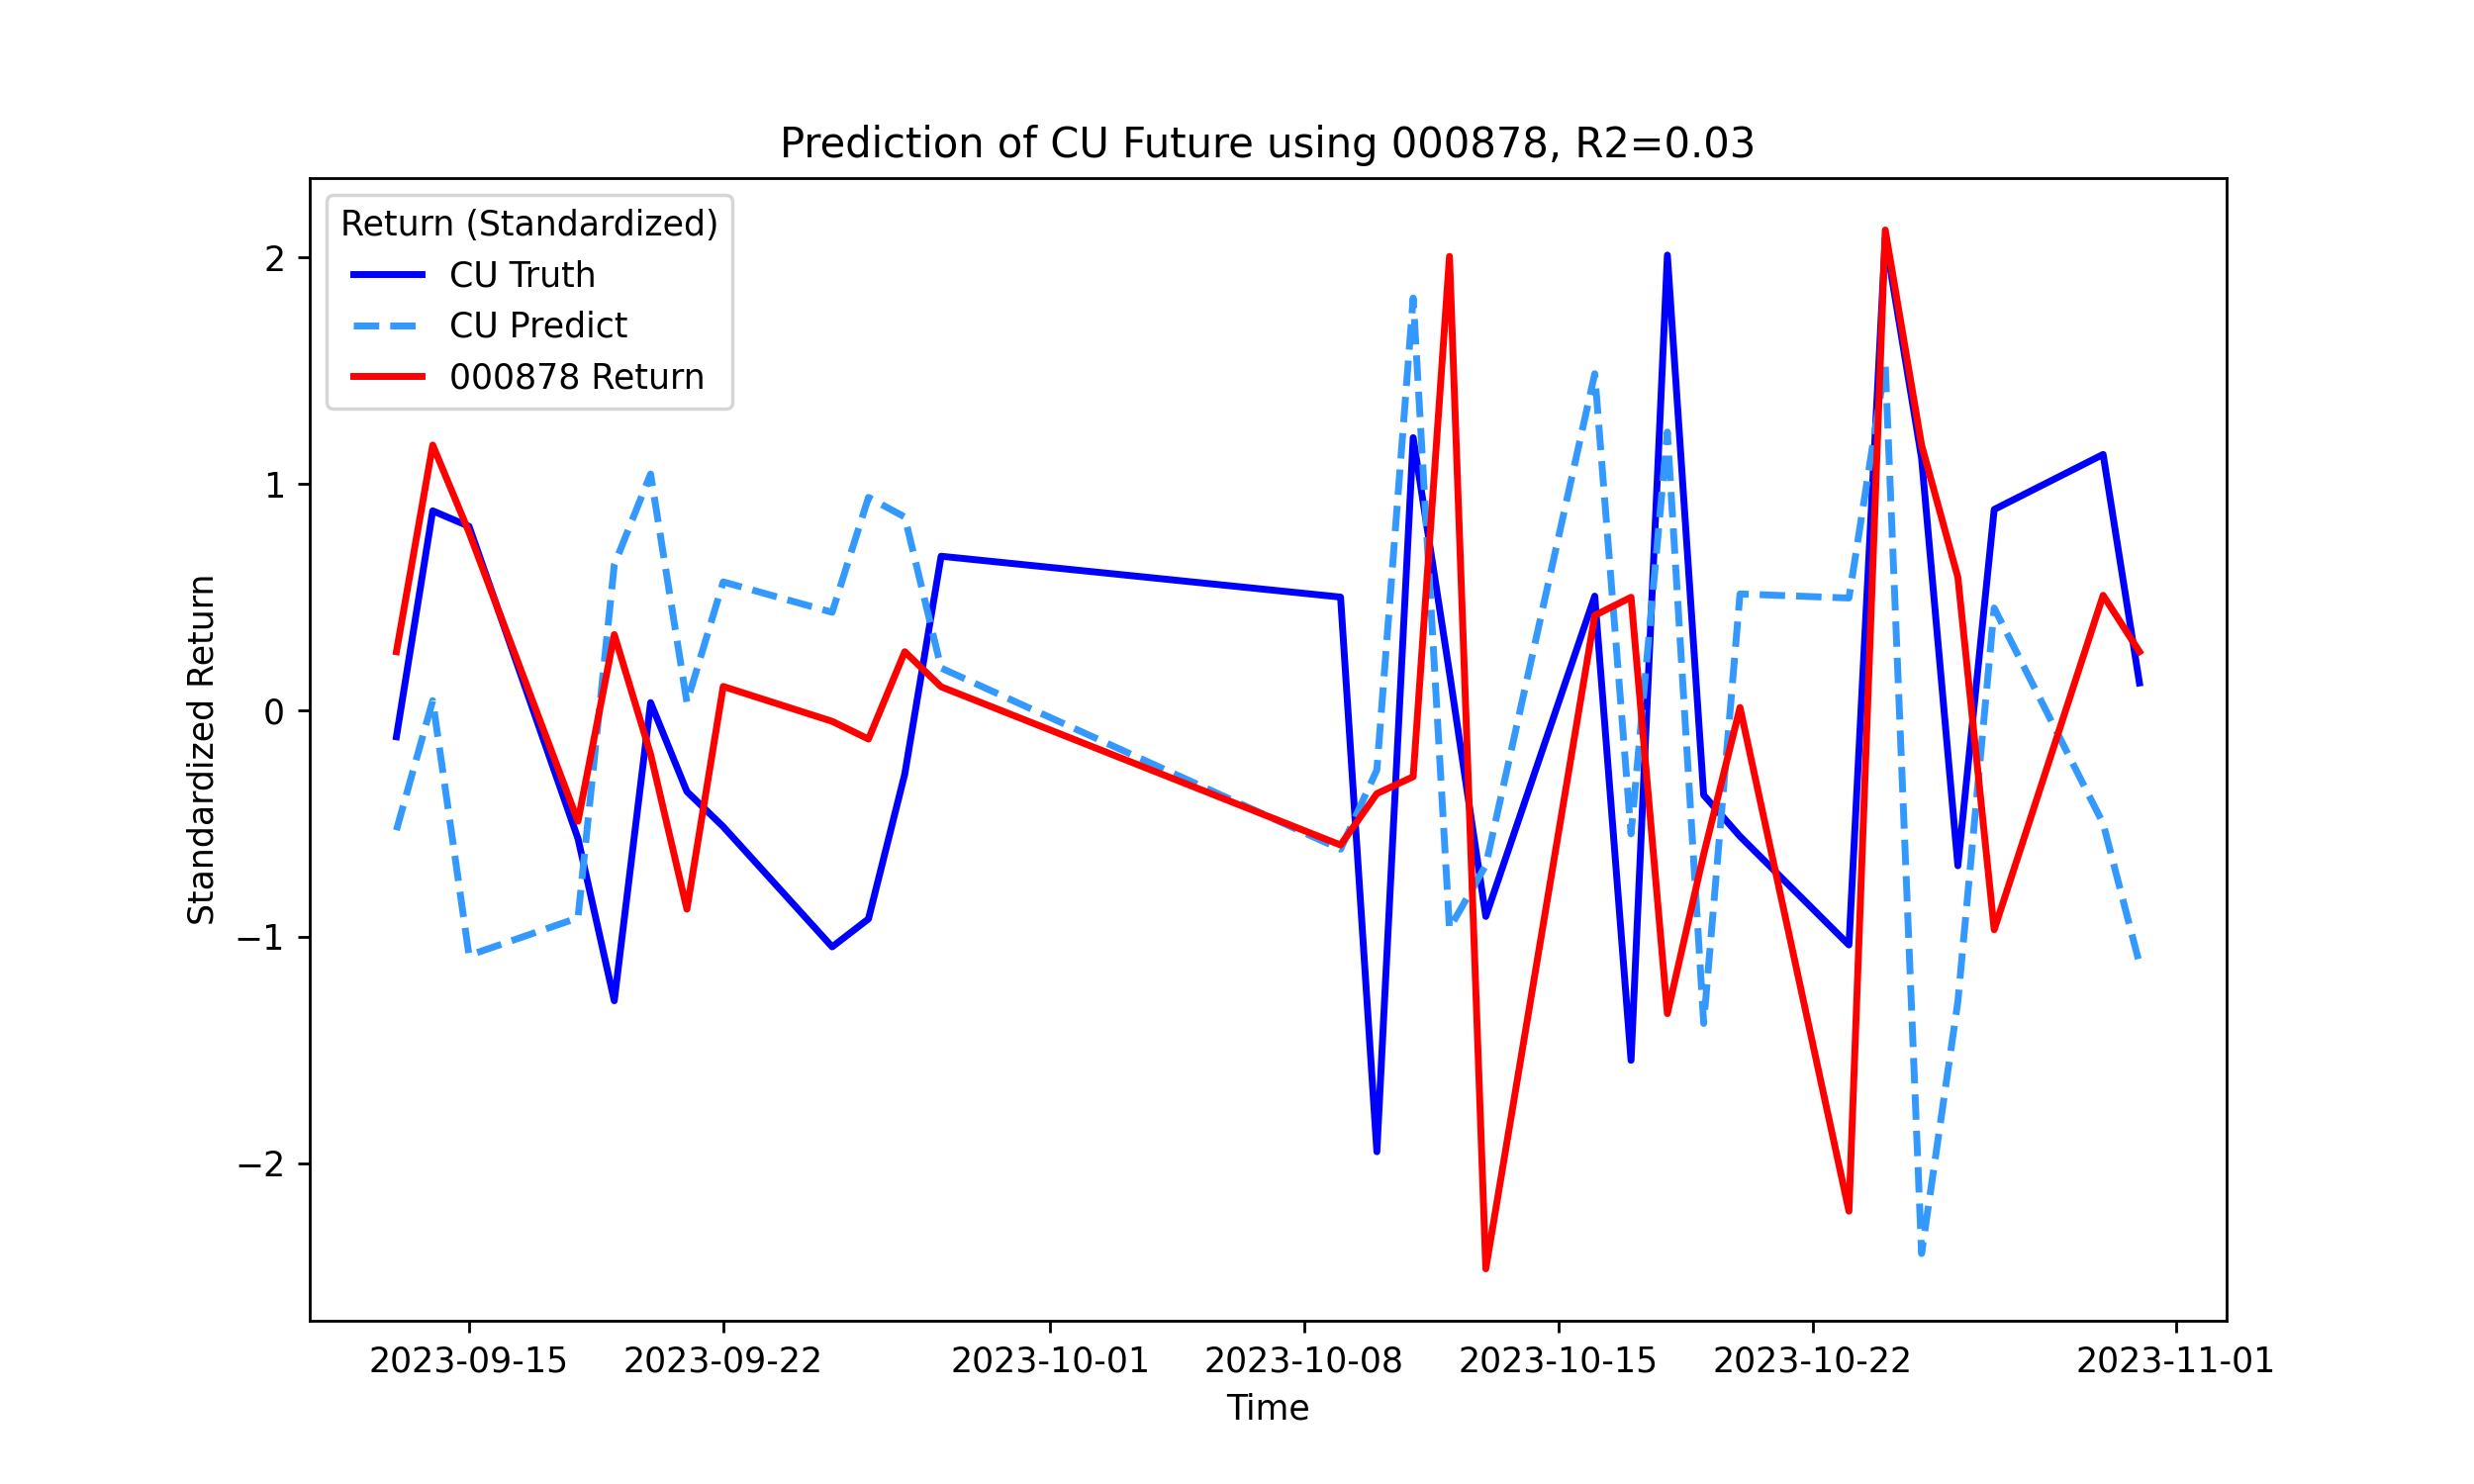 Prediction of CU Future using 000878, R2=0.03
Return (Standardized)
CU Truth
CU Predict
000878 Return
Standardized Return
2
1
0
−1
−2
2023-09-15 2023-09-22 2023-10-01 2023-10-08 2023-10-15 2023-10-22 2023-11-01
Time